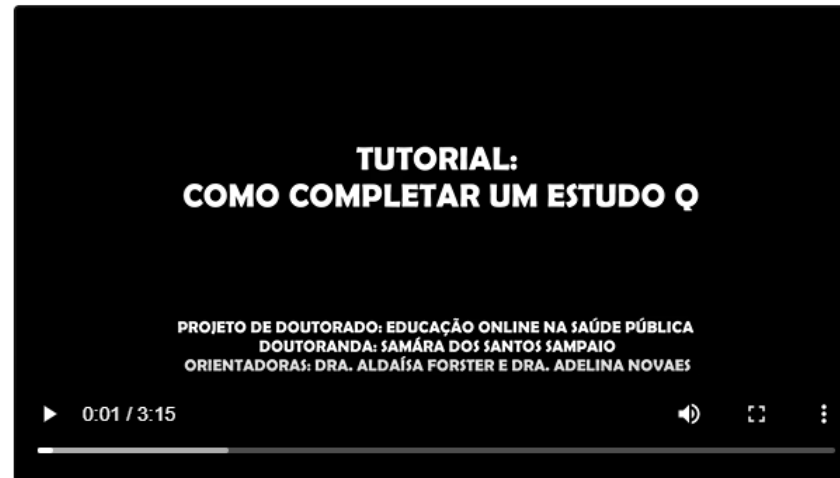 TUTORIAL:
COMO COMPLETAR UM ESTUDO Q
PROJETO DE DOUTORADO: EDUCAÇÃO ONLINE NA SAÚDE PÚBLICA
DOUTORANDA: SAMÁRA DOS SANTOS SAMPAIO
ORIENTADORAS: DRA. ALDAÍSA FORSTER E DRA. ADELINA NOVAES
0:01 / 3:15